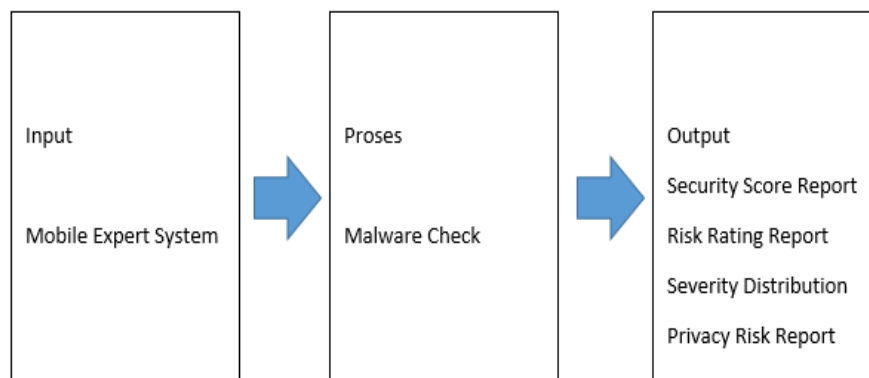 Input
Mobile Expert System
Proses
Malware Check
Output
Security Score Report
Risk Rating Report
Severity Distribution
Privacy Risk Report